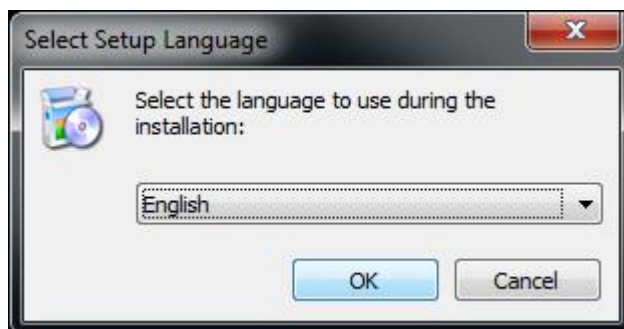 Select Setup Language
Select the language to use during the
installation:
English
OK
Cancel